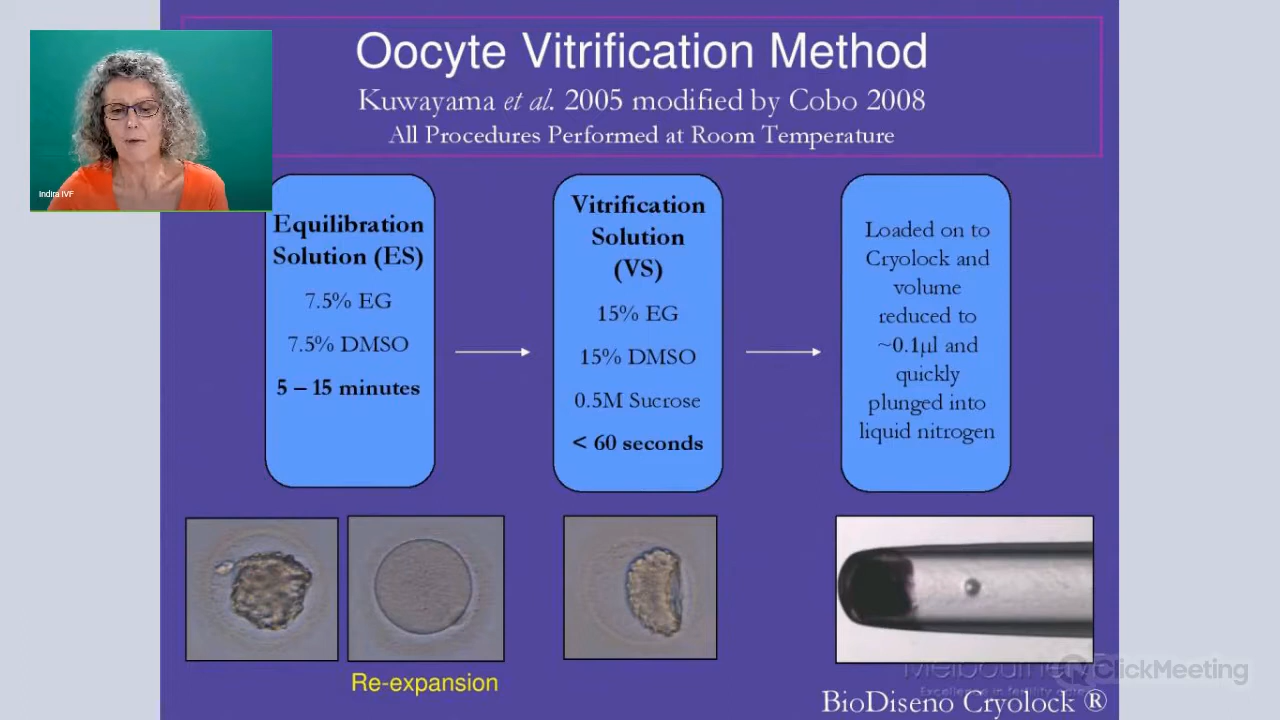 Oocyte Vitrification Method
Kuwayama et al. 2005 modified by Cobo 2008
All Procedures Performed at Room Temperature
Indira IVF
Equilibration
Solution (ES)
7.5% EG
7.5% DMSO
5 – 15 minutes
Vitrification
Solution
(VS)
15% EG
15% DMSO
0.5M Sucrose
< 60 seconds
Loaded on to
Cryolock and
volume
reduced to
~0.1µl and
quickly
plunged into
liquid nitrogen
Re-expansion
ClickMeeting
BioDiseno Cryolock ®